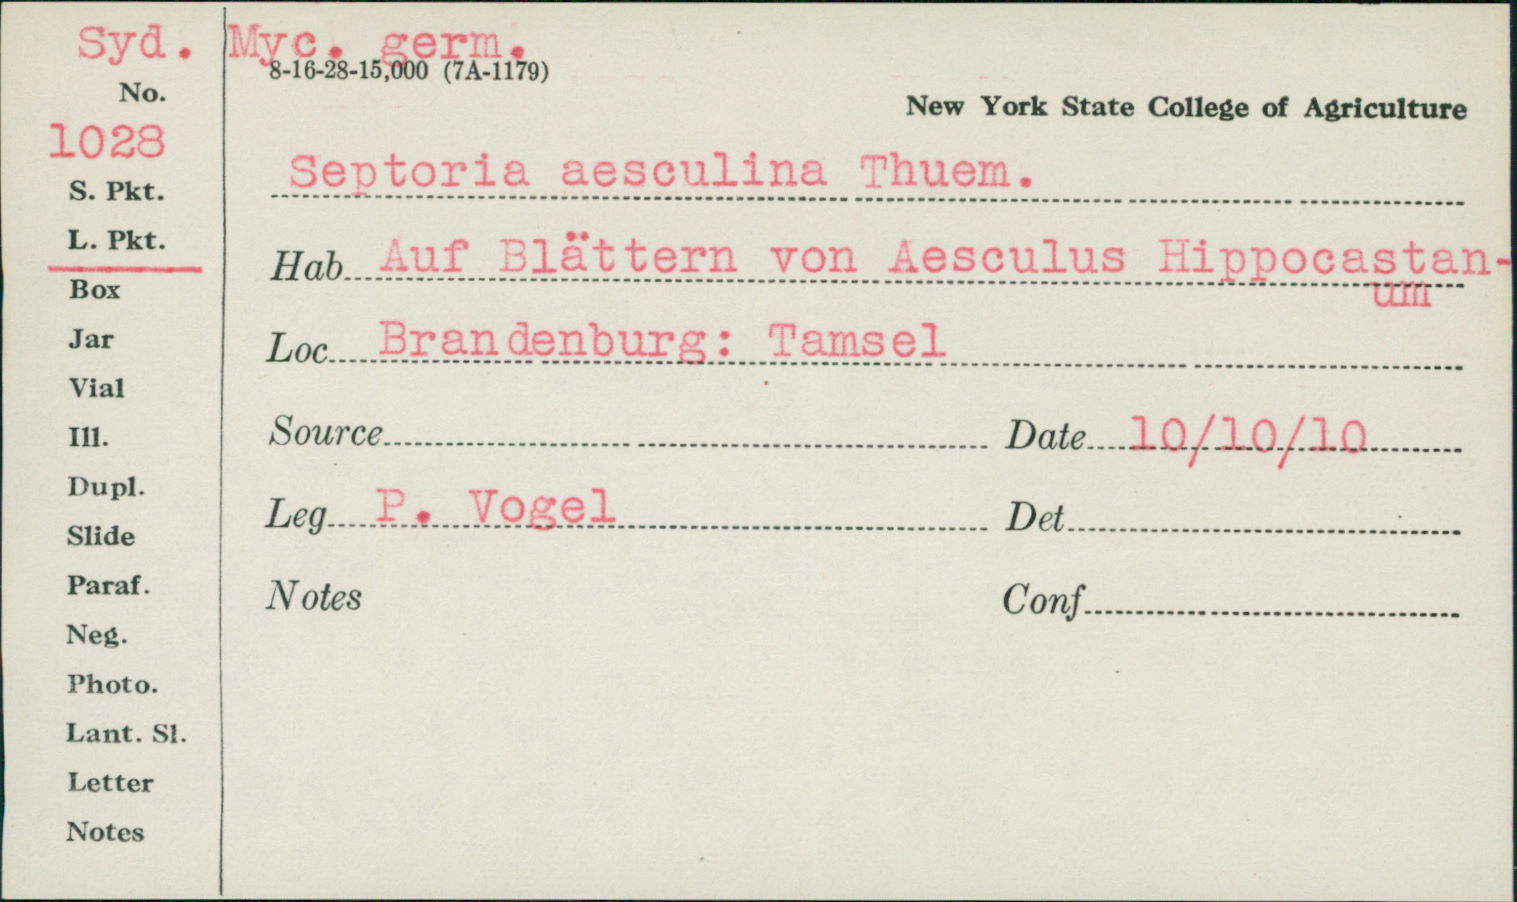 Syd. Myc. germ.
8-16-28-15,000 (7A-1179)
No.
New York State College of Agriculture
1028
Septoria aesculina Thuem.
S. Pkt.
L. Pkt.
Hab. Auf Blättern von Aesculus Hippocastan-
um
Box
Loc. Brandenburg: Tamsel
Jar
Vial
Source
Date 10/10/10
Ill.
Dupl.
Leg. P. Vogel
Det.
Slide
Paraf.
Notes
Conf.
Neg.
Photo.
Lant. Sl.
Letter
Notes